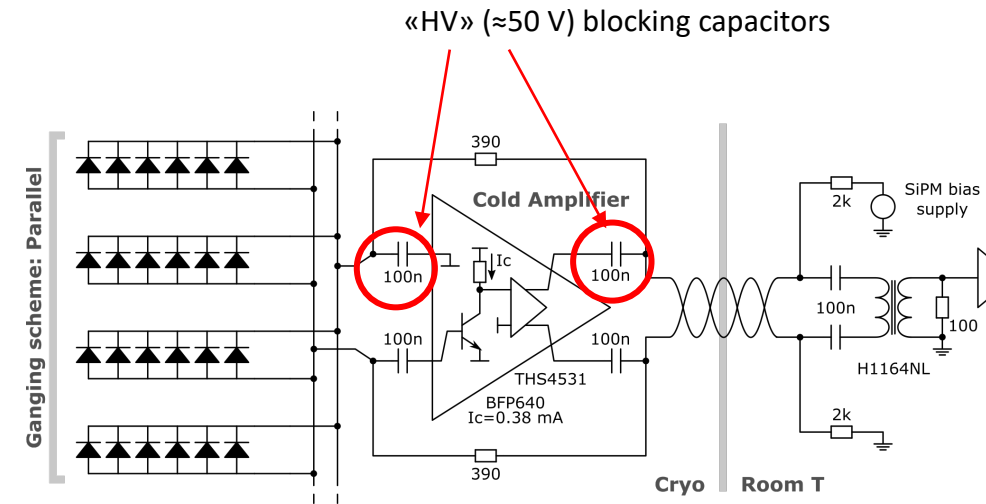 «HV» (≈50 V) blocking capacitors
Ganging scheme: Parallel
390
Cold Amplifier
100n
Ic
100n
100n
100n
THS4531
BFP640
Ic=0.38 mA
390
Cryo
Room T
2k
SiPM bias
supply
100n
100
H1164NL
2k